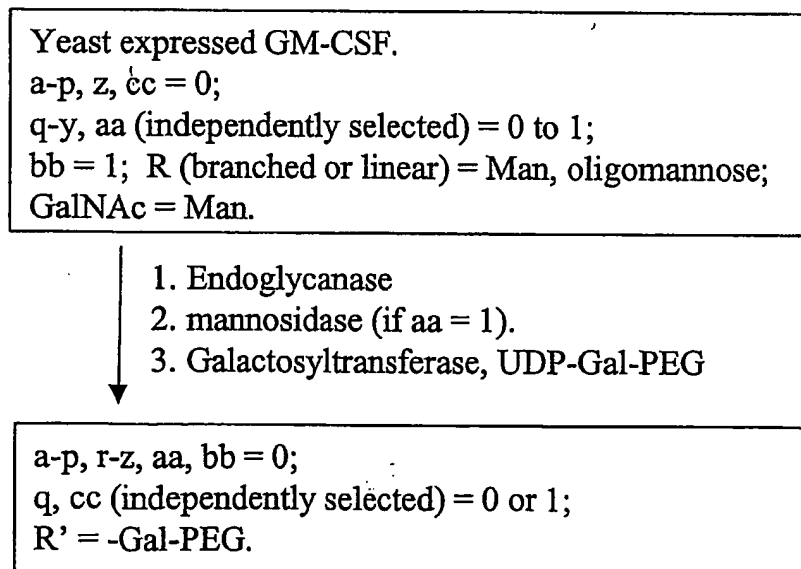 Yeast expressed GM-CSF.
a-p, z, cc = 0;
q-y, aa (independently selected) = 0 to 1;
bb = 1; R (branched or linear) = Man, oligomannose;
GalNAc = Man.
1. Endoglycanase
2. mannosidase (if aa = 1).
3. Galactosyltransferase, UDP-Gal-PEG
a-p, r-z, aa, bb = 0;
q, cc (independently selected) = 0 or 1;
R' = -Gal-PEG.